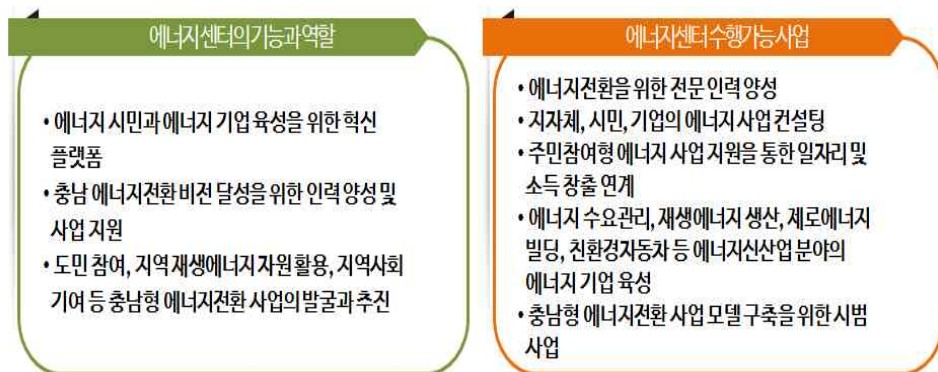 에너지센터의 기능과 역할
• 에너지 시민과 에너지 기업 육성을 위한 혁신
플랫폼
• 충남 에너지전환 비전 달성을 위한 인력 양성 및
사업 지원
• 도민 참여, 지역 재생에너지 자원 활용, 지역사회
기여 등 충남형 에너지전환 사업의 발굴과 추진
에너지센터 수행가능 사업
• 에너지전환을 위한 전문 인력 양성
• 지자체, 시민, 기업의 에너지 사업 컨설팅
• 주민참여형 에너지 사업 지원을 통한 일자리 및
소득 창출 연계
• 에너지 수요관리, 재생에너지 생산, 제로에너지
빌딩, 친환경자동차 등 에너지신산업 분야의
에너지 기업 육성
• 충남형 에너지전환 사업 모델 구축을 위한 시범
사업